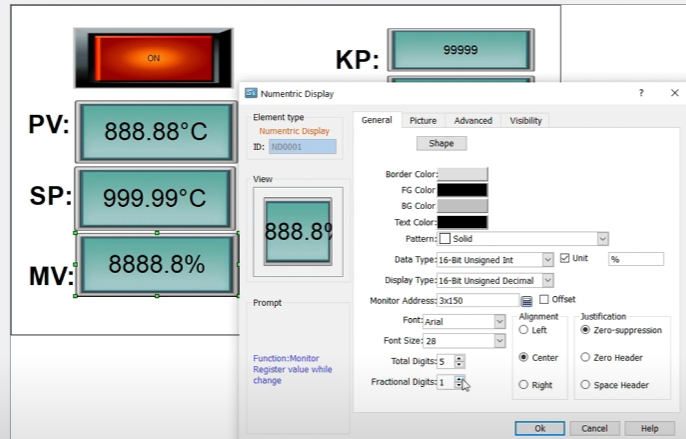 ON
KP:
99999
PV:
888.88°C
SP:
999.99°C
MV:
8888.8%
Numentric Display
?
Element type
Numentric Display
ID: ND0001
View
888.8%
Prompt
Function:Monitor
Register value while
change
General
Picture
Advanced
Visibility
Shape
Border Color:
FG Color
BG Color
Text Color:
Pattern: Solid
Data Type: 16-Bit Unsigned Int
Unit
%
Display Type: 16-Bit Unsigned Decimal
Monitor Address: 3x150
Offset
Font: Arial
Font Size: 28
Total Digits: 5
Fractional Digits: 1
Alignment
Left
Center
Right
Justification
Zero-suppression
Zero Header
Space Header
Ok
Cancel
Help